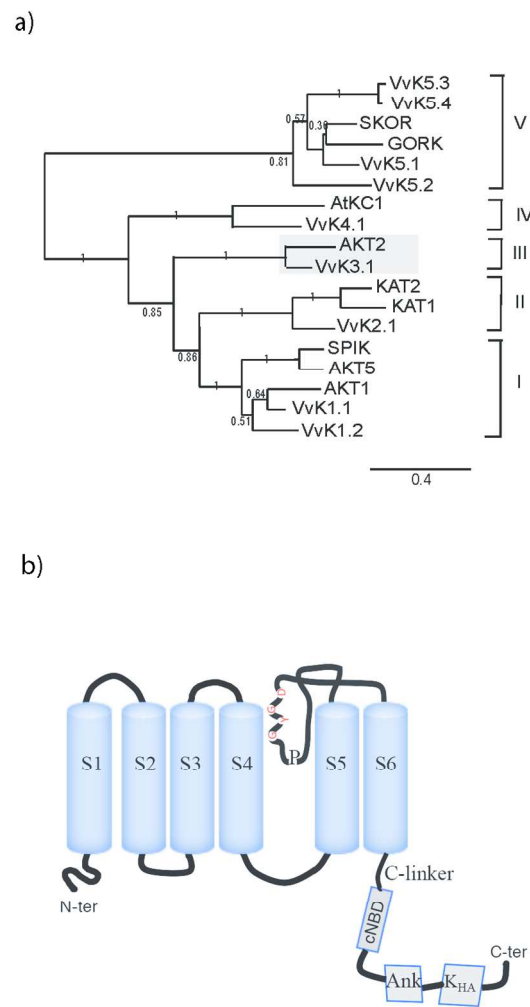 a)
VvK5.3
VvK5.4
SKOR
GORK
VvK5.1
VvK5.2
AtKC1
VvK4.1
AKT2
VvK3.1
KAT2
KAT1
VvK2.1
SPIK
AKT5
AKT1
VvK1.1
VvK1.2
1
0.57
0.38
0.81
1
1
1
0.85
1
0.86
1
1
0.64
0.51
V
IV
III
II
I
0.4
b)
S1 S2 S3 S4 P S5 S6
G Y G D
N-ter
C-linker
cNBD
C-ter
Ank
KHA